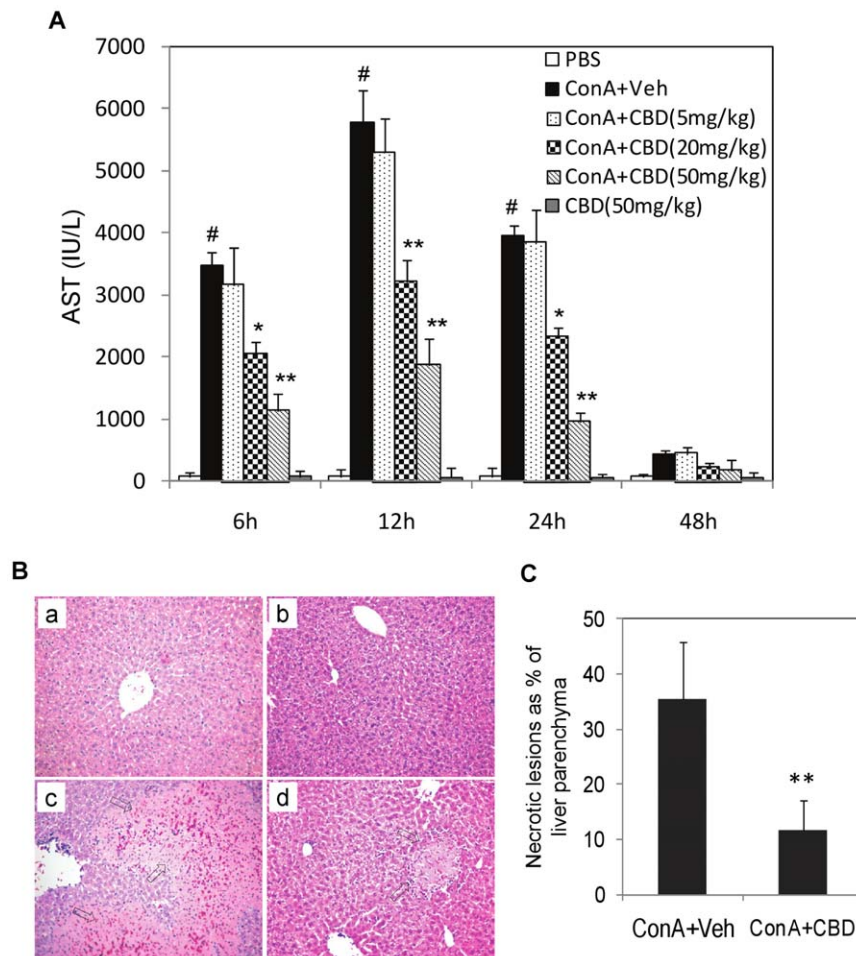 A
7000
6000
5000
4000
3000
2000
1000
0
AST (IU/L)
#
*
**
#
**
**
#
*
**
PBS
ConA+Veh
ConA+CBD(5mg/kg)
ConA+CBD(20mg/kg)
ConA+CBD(50mg/kg)
CBD(50mg/kg)
6h
12h
24h
48h
B
a
b
c
d
C
50
40
30
20
10
0
Necrotic lesions as % of
liver parenchyma
**
ConA+Veh
ConA+CBD